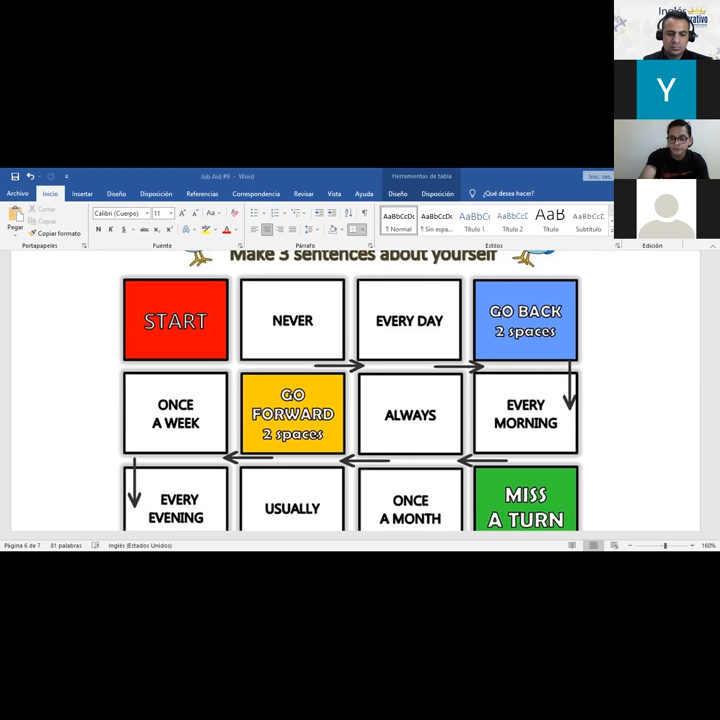 Inglés
Y
Job Aid #9 - Word
Herramientas de tabla
Inic. ses.
Archivo Inicio Insertar Diseño Disposición Referencias Correspondencia Revisar Vista Ayuda Diseño Disposición ¿Qué desea hacer?
Pegar
Cortar
Copiar
Copiar formato
Calibri (Cuerpo) 11
Portapapeles Fuente Párrafo Estilos Edición
AaBbCcDc AaBbCcDc AaBbCc AaBbCcC AaB AaBbCcC
¶ Normal ¶ Sin espa... Título 1 Título 2 Título Subtítulo
Make 3 sentences about yourself
START
NEVER
EVERY DAY
GO BACK
2 spaces
ONCE
A WEEK
GO
FORWARD
2 spaces
ALWAYS
EVERY
MORNING
EVERY
EVENING
USUALLY
ONCE
A MONTH
MISS
A TURN
Página 6 de 7 81 palabras Inglés (Estados Unidos) 160%